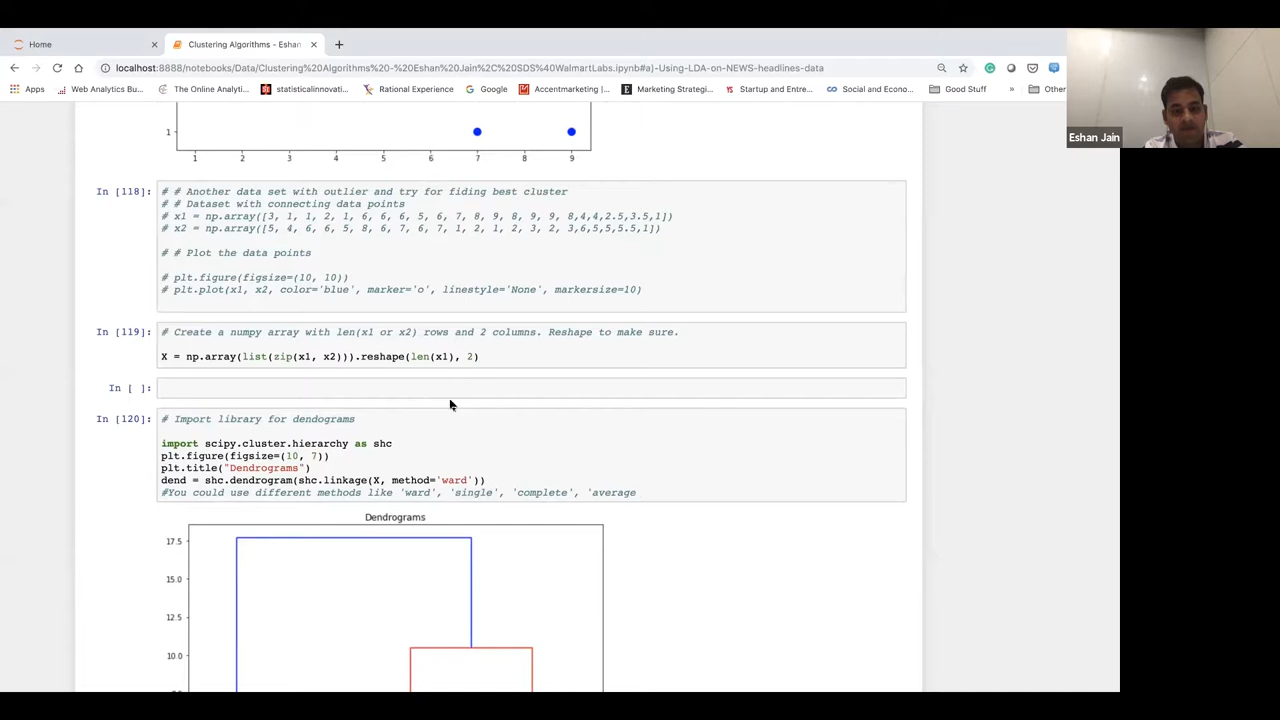 Home
Clustering Algorithms - Eshan
localhost:8888/notebooks/Data/Clustering%20Algorithms%20-%20Eshan%20Jain%2C%20SDS%40WalmartLabs.ipynb#a)-Using-LDA-on-NEWS-headlines-data
Apps Web Analytics Bu... The Online Analytic... statisticalinnovati... Rational Experience Google Accentmarketing |... Marketing Strategi... Startup and Entre... Social and Econo... » Good Stuff Other
Eshan Jain
1
1 2 3 4 5 6 7 8 9
In [118]: # # Another data set with outlier and try for fiding best cluster
# # Dataset with connecting data points
# x1 = np.array([3, 1, 1, 2, 1, 6, 6, 6, 5, 6, 7, 8, 9, 8, 9, 9, 8,4,4,2.5,3.5,1])
# x2 = np.array([5, 4, 6, 6, 5, 8, 6, 7, 6, 7, 1, 2, 1, 2, 3, 2, 3,6,5,5,5.5,1])
# # Plot the data points
# plt.figure(figsize=(10, 10))
# plt.plot(x1, x2, color='blue', marker='o', linestyle='None', markersize=10)
In [119]: # Create a numpy array with len(x1 or x2) rows and 2 columns. Reshape to make sure.
X = np.array(list(zip(x1, x2))).reshape(len(x1), 2)
In [ ]:
In [120]: # Import library for dendograms
import scipy.cluster.hierarchy as shc
plt.figure(figsize=(10, 7))
plt.title("Dendrograms")
dend = shc.dendrogram(shc.linkage(X, method='ward'))
#You could use different methods like 'ward', 'single', 'complete', 'average
Dendrograms
17.5
15.0
12.5
10.0